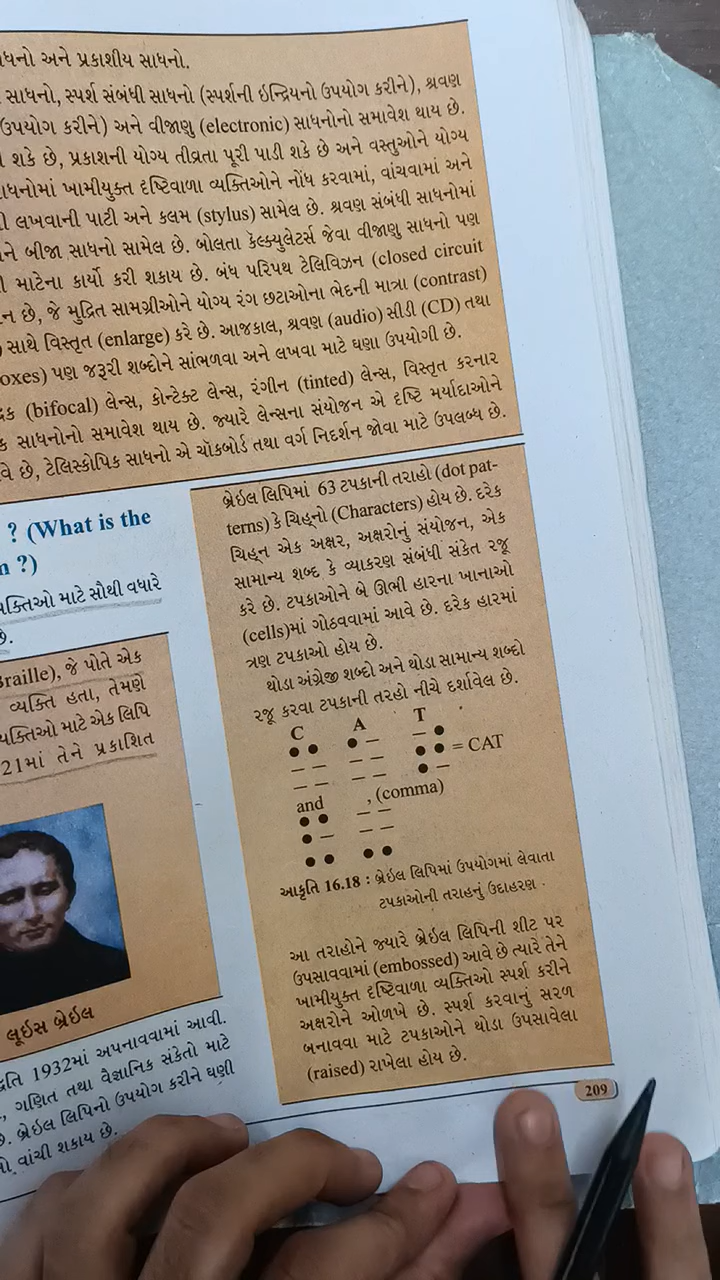 ધનો અને પ્રકાશીય સાધનો.
સાધનો, સ્પર્શ સંબંધી સાધનો (સ્પર્શની ઇન્દ્રિયનો ઉપયોગ કરીને), શ્રવણ
ઉપયોગ કરીને) અને વીજાણુ (electronic) સાધનોનો સમાવેશ થાય છે.
શકે છે, પ્રકાશની યોગ્ય તીવ્રતા પૂરી પાડી શકે છે અને વસ્તુઓને યોગ્ય
ાધનોમાં ખામીયુક્ત દૃષ્ટિવાળા વ્યક્તિઓને નોંધ કરવામાં, વાંચવામાં અને
લખવાની પાટી અને કલમ (stylus) સામેલ છે. શ્રવણ સંબંધી સાધનોમાં
ને બીજા સાધનો સામેલ છે. બોલતા કૅલ્ક્યુલેટર્સ જેવા વીજાણુ સાધનો પણ
માટેના કાર્યો કરી શકાય છે. બંધ પરિપથ ટેલિવિઝન (closed circuit
ન છે, જે મુદ્રિત સામગ્રીઓને યોગ્ય રંગ છટાઓના ભેદની માત્રા (contrast)
સાથે વિસ્તૃત (enlarge) કરે છે. આજકાલ, શ્રવણ (audio) સીડી (CD) તથા
oxes) પણ જરૂરી શબ્દોને સાંભળવા અને લખવા માટે ઘણા ઉપયોગી છે.
(bifocal) લેન્સ, કોન્ટેક્ટ લેન્સ, રંગીન (tinted) લેન્સ, વિસ્તૃત કરનાર
ક સાધનોનો સમાવેશ થાય છે. જ્યારે લેન્સના સંયોજન એ દૃષ્ટિ મર્યાદાઓને
વે છે, ટેલિસ્કોપિક સાધનો એ ચૉકબોર્ડ તથા વર્ગ નિદર્શન જોવા માટે ઉપલબ્ધ છે.
? (What is the
n ?)
ક્તિઓ માટે સૌથી વધારે
છે.
raille), જે પોતે એક
વ્યક્તિ હતા, તેમણે
યક્તિઓ માટે એક લિપિ
21માં તેને પ્રકાશિત
લૂઇસ બ્રેઇલ
તિ 1932માં અપનાવવામાં આવી.
, ગણિત તથા વૈજ્ઞાનિક સંકેતો માટે
. બ્રેઇલ લિપિનો ઉપયોગ કરીને ઘણી
વાંચી શકાય છે.
બ્રેઇલ લિપિમાં 63 ટપકાની તરાહો (dot pat-
terns) કે ચિહ્નો (Characters) હોય છે. દરેક
ચિહ્ન એક અક્ષર, અક્ષરોનું સંયોજન, એક
સામાન્ય શબ્દ કે વ્યાકરણ સંબંધી સંકેત રજૂ
કરે છે. ટપકાઓને બે ઊભી હારના ખાનાઓ
(cells)માં ગોઠવવામાં આવે છે. દરેક હારમાં
ત્રણ ટપકાઓ હોય છે.
થોડા અંગ્રેજી શબ્દો અને થોડા સામાન્ય શબ્દો
રજૂ કરવા ટપકાની તરહો નીચે દર્શાવેલ છે.
C A T
= CAT
and , (comma)
આકૃતિ 16.18 : બ્રેઇલ લિપિમાં ઉપયોગમાં લેવાતા
ટપકાઓની તરાહનું ઉદાહરણ
આ તરાહોને જ્યારે બ્રેઇલ લિપિની શીટ પર
ઉપસાવવામાં (embossed) આવે છે ત્યારે તેને
ખામીયુક્ત દૃષ્ટિવાળા વ્યક્તિઓ સ્પર્શ કરીને
અક્ષરોને ઓળખે છે. સ્પર્શ કરવાનું સરળ
બનાવવા માટે ટપકાઓને થોડા ઉપસાવેલા
(raised) રાખેલા હોય છે.
209